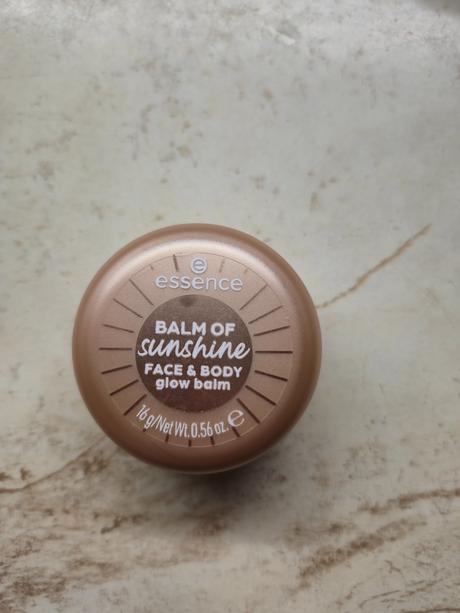 essence
BALM OF
sunshine
FACE & BODY
glow balm
16 g/Net Wt. 0.56 oz. ℮